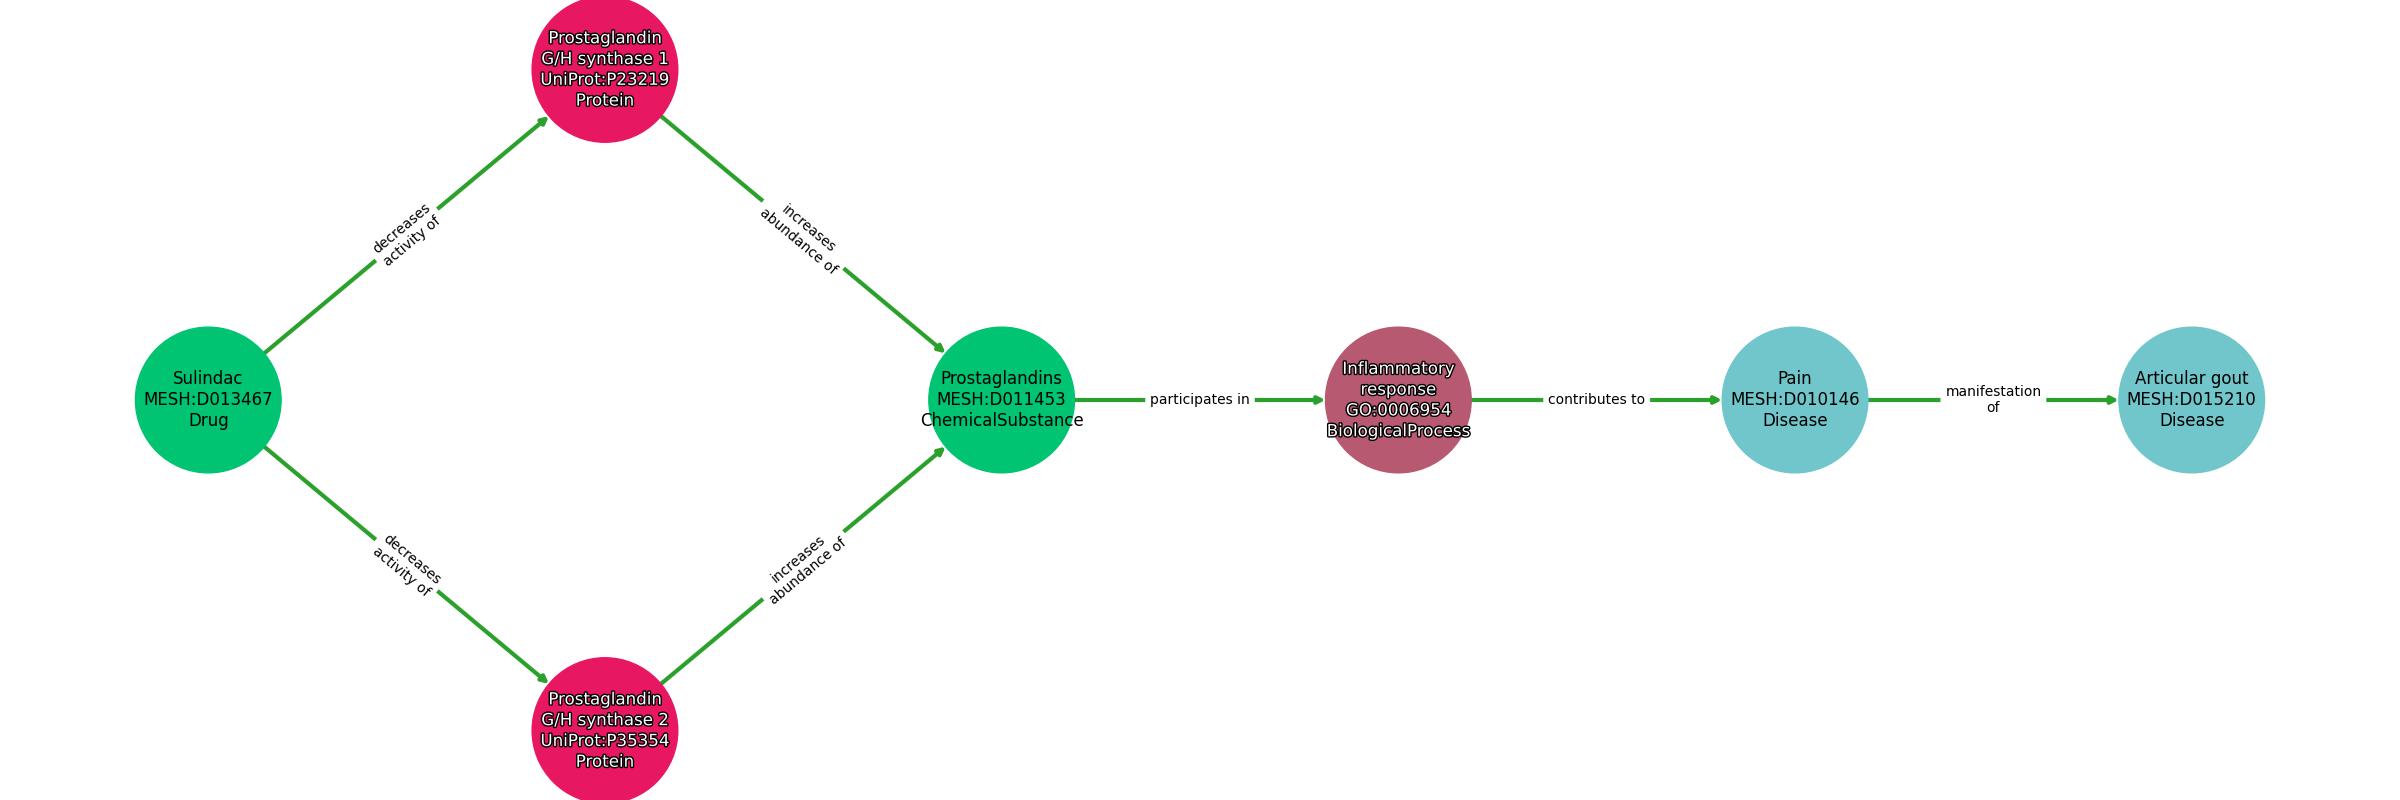 Prostaglandin
G/H synthase 1
UniProt:P23219
Protein
decreases
activity of
increases
abundance of
Sulindac
MESH:D013467
Drug
Prostaglandins
MESH:D011453
ChemicalSubstance
participates in
Inflammatory
response
GO:0006954
BiologicalProcess
contributes to
Pain
MESH:D010146
Disease
manifestation
of
Articular gout
MESH:D015210
Disease
decreases
activity of
increases
abundance of
Prostaglandin
G/H synthase 2
UniProt:P35354
Protein